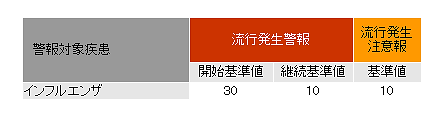 警報対象疾患
流行発生警報
流行発生
注意報
開始基準値
継続基準値
基準値
インフルエンザ
30
10
10